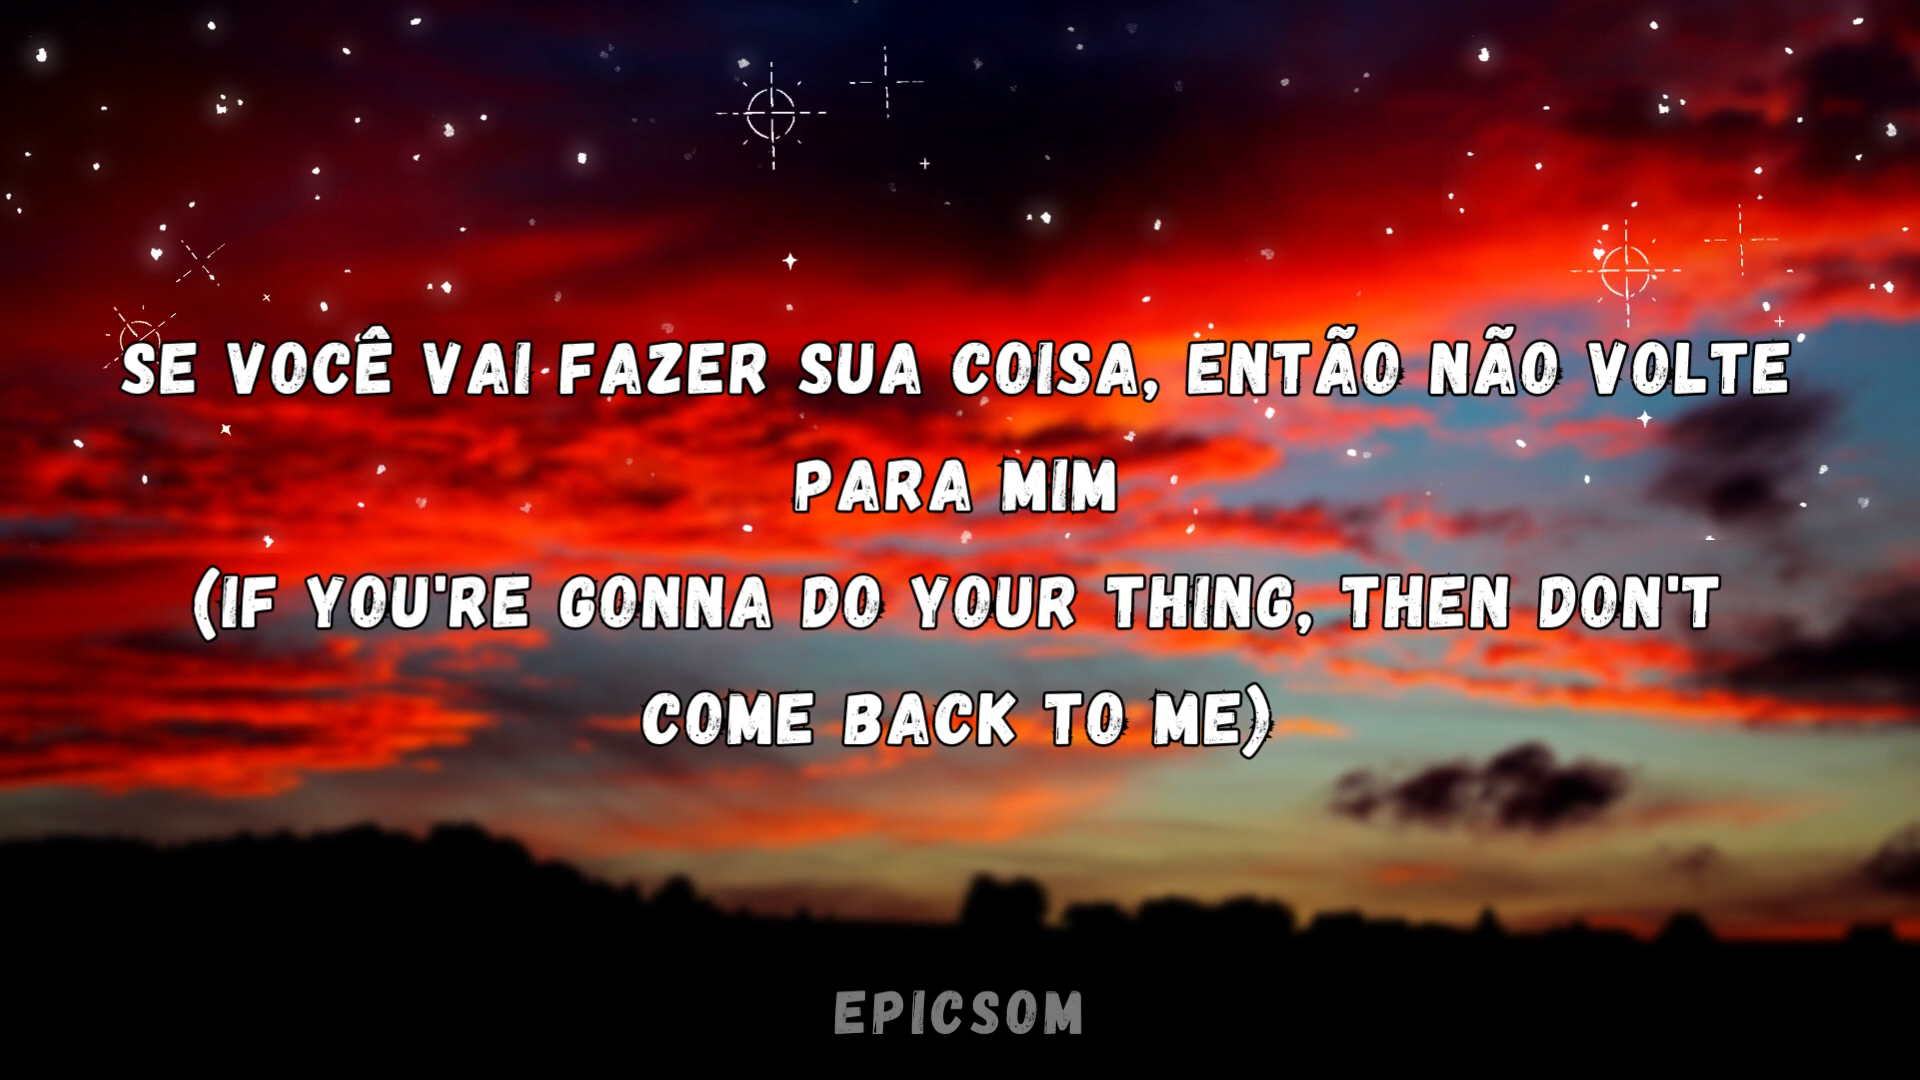 SE VOCÊ VAI FAZER SUA COISA, ENTÃO NÃO VOLTE
PARA MIM
(IF YOU'RE GONNA DO YOUR THING, THEN DON'T
COME BACK TO ME)
EPICSOM